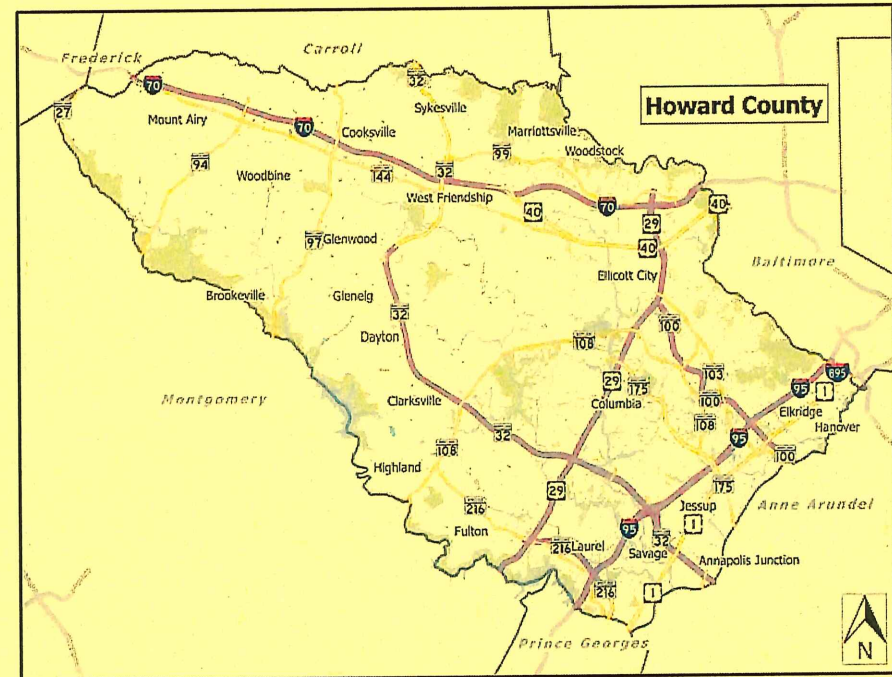 Frederick
Carroll
70
32
27
Howard County
Mount Airy
70
Cooksville
Sykesville
Marriottsville
94
99
Woodstock
Woodbine
144
32
West Friendship
40
70
29
40
97
Glenwood
40
Baltimore
Ellicott City
Brookeville
Glenelg
32
100
Dayton
108
103
895
95
1
Montgomery
29
175
100
Clarksville
Columbia
Elkridge
108
Hanover
32
95
108
100
Highland
29
175
Anne Arundel
216
Jessup
Fulton
95
1
216
Laurel
Savage
32
Annapolis Junction
216
1
Prince Georges
N